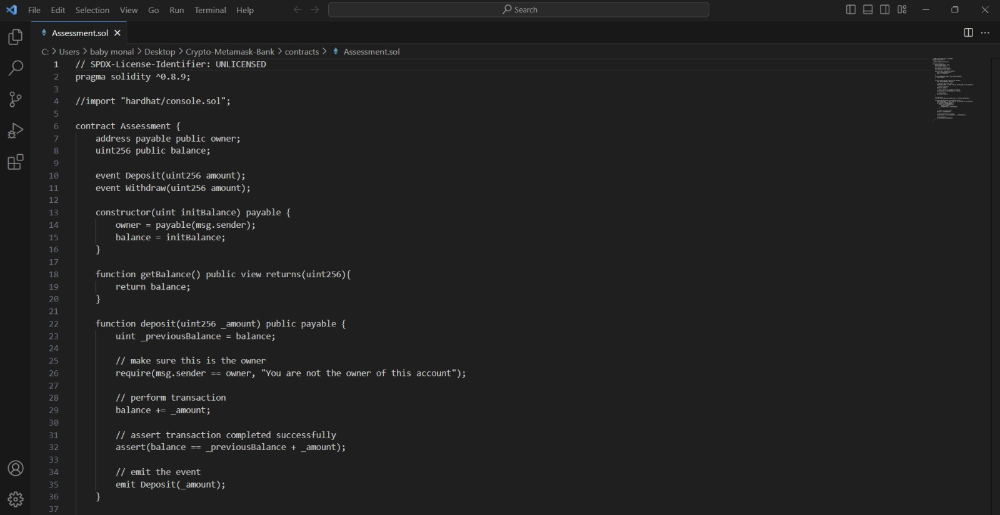 File Edit Selection View Go Run Terminal Help Search
Assessment.sol
C: > Users > baby monal > Desktop > Crypto-Metamask-Bank > contracts > Assessment.sol
1 // SPDX-License-Identifier: UNLICENSED
2 pragma solidity ^0.8.9;
3
4 //import "hardhat/console.sol";
5
6 contract Assessment {
7     address payable public owner;
8     uint256 public balance;
9
10     event Deposit(uint256 amount);
11     event Withdraw(uint256 amount);
12
13     constructor(uint initBalance) payable {
14         owner = payable(msg.sender);
15         balance = initBalance;
16     }
17
18     function getBalance() public view returns(uint256){
19         return balance;
20     }
21
22     function deposit(uint256 _amount) public payable {
23         uint _previousBalance = balance;
24
25         // make sure this is the owner
26         require(msg.sender == owner, "You are not the owner of this account");
27
28         // perform transaction
29         balance += _amount;
30
31         // assert transaction completed successfully
32         assert(balance == _previousBalance + _amount);
33
34         // emit the event
35         emit Deposit(_amount);
36     }
37